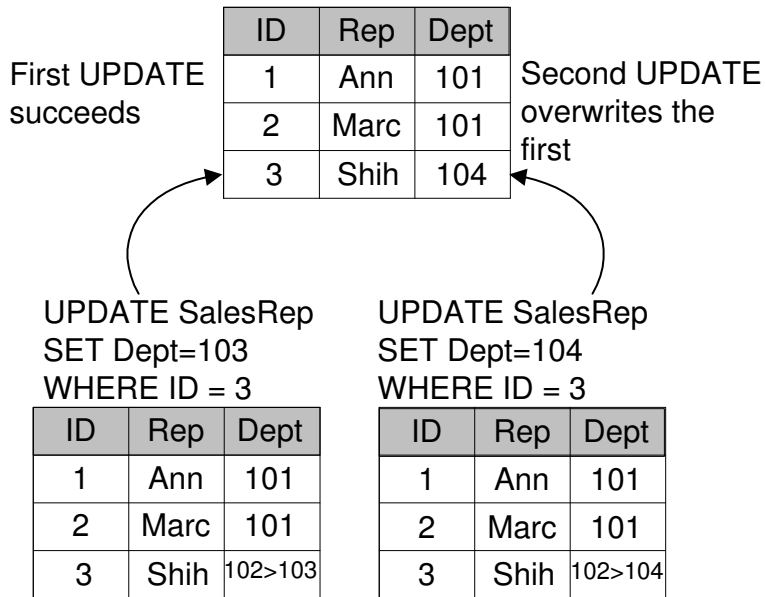 ID Rep Dept
1 Ann 101
2 Marc 101
3 Shih 104
First UPDATE
succeeds
Second UPDATE
overwrites the
first
UPDATE SalesRep
SET Dept=103
WHERE ID = 3
ID Rep Dept
1 Ann 101
2 Marc 101
3 Shih 102>103
UPDATE SalesRep
SET Dept=104
WHERE ID = 3
ID Rep Dept
1 Ann 101
2 Marc 101
3 Shih 102>104